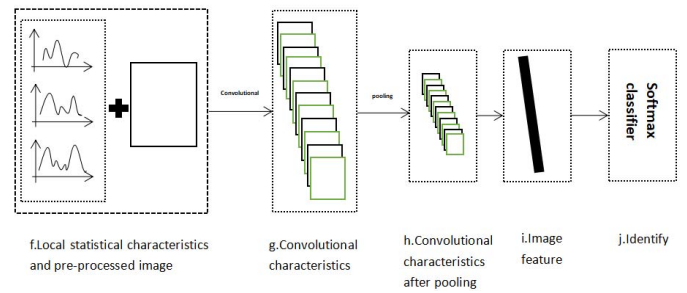 Convolutional
pooling
Softmax
classifier
f.Local statistical characteristics
and pre-processed image
g.Convolutional
characteristics
h.Convolutional
characteristics
after pooling
i.Image
feature
j.Identify